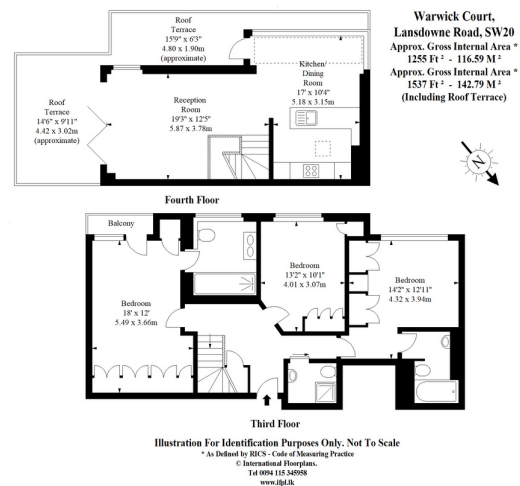 Warwick Court,
Lansdowne Road, SW20
Approx. Gross Internal Area *
1255 Ft ² - 116.59 M ²
Approx. Gross Internal Area *
1537 Ft ² - 142.79 M ²
(Including Roof Terrace)
N
Roof
Terrace
15'9" x 6'3"
4.80 x 1.90m
(approximate)
Kitchen/
Dining
Room
17' x 10'4"
5.18 x 3.15m
Reception
Room
19'3" x 12'5"
5.87 x 3.78m
Roof
Terrace
14'6" x 9'11"
4.42 x 3.02m
(approximate)
Fourth Floor
Balcony
Bedroom
13'2" x 10'1"
4.01 x 3.07m
Bedroom
14'2" x 12'11"
4.32 x 3.94m
Bedroom
18' x 12'
5.49 x 3.66m
Third Floor
Illustration For Identification Purposes Only. Not To Scale
* As Defined by RICS - Code of Measuring Practice
© International Floorplans.
Tel 0094 115 345958
www.ifpl.lk